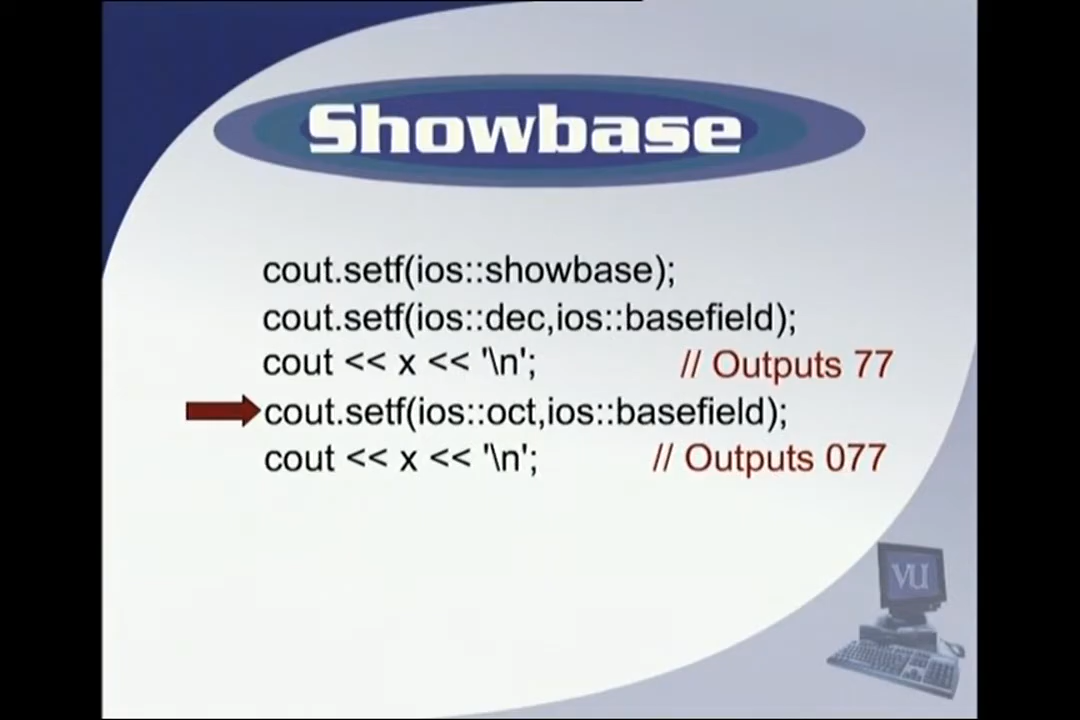 Showbase
cout.setf(ios::showbase);
cout.setf(ios::dec,ios::basefield);
cout << x << '\n'; // Outputs 77
cout.setf(ios::oct,ios::basefield);
cout << x << '\n'; // Outputs 077
VU